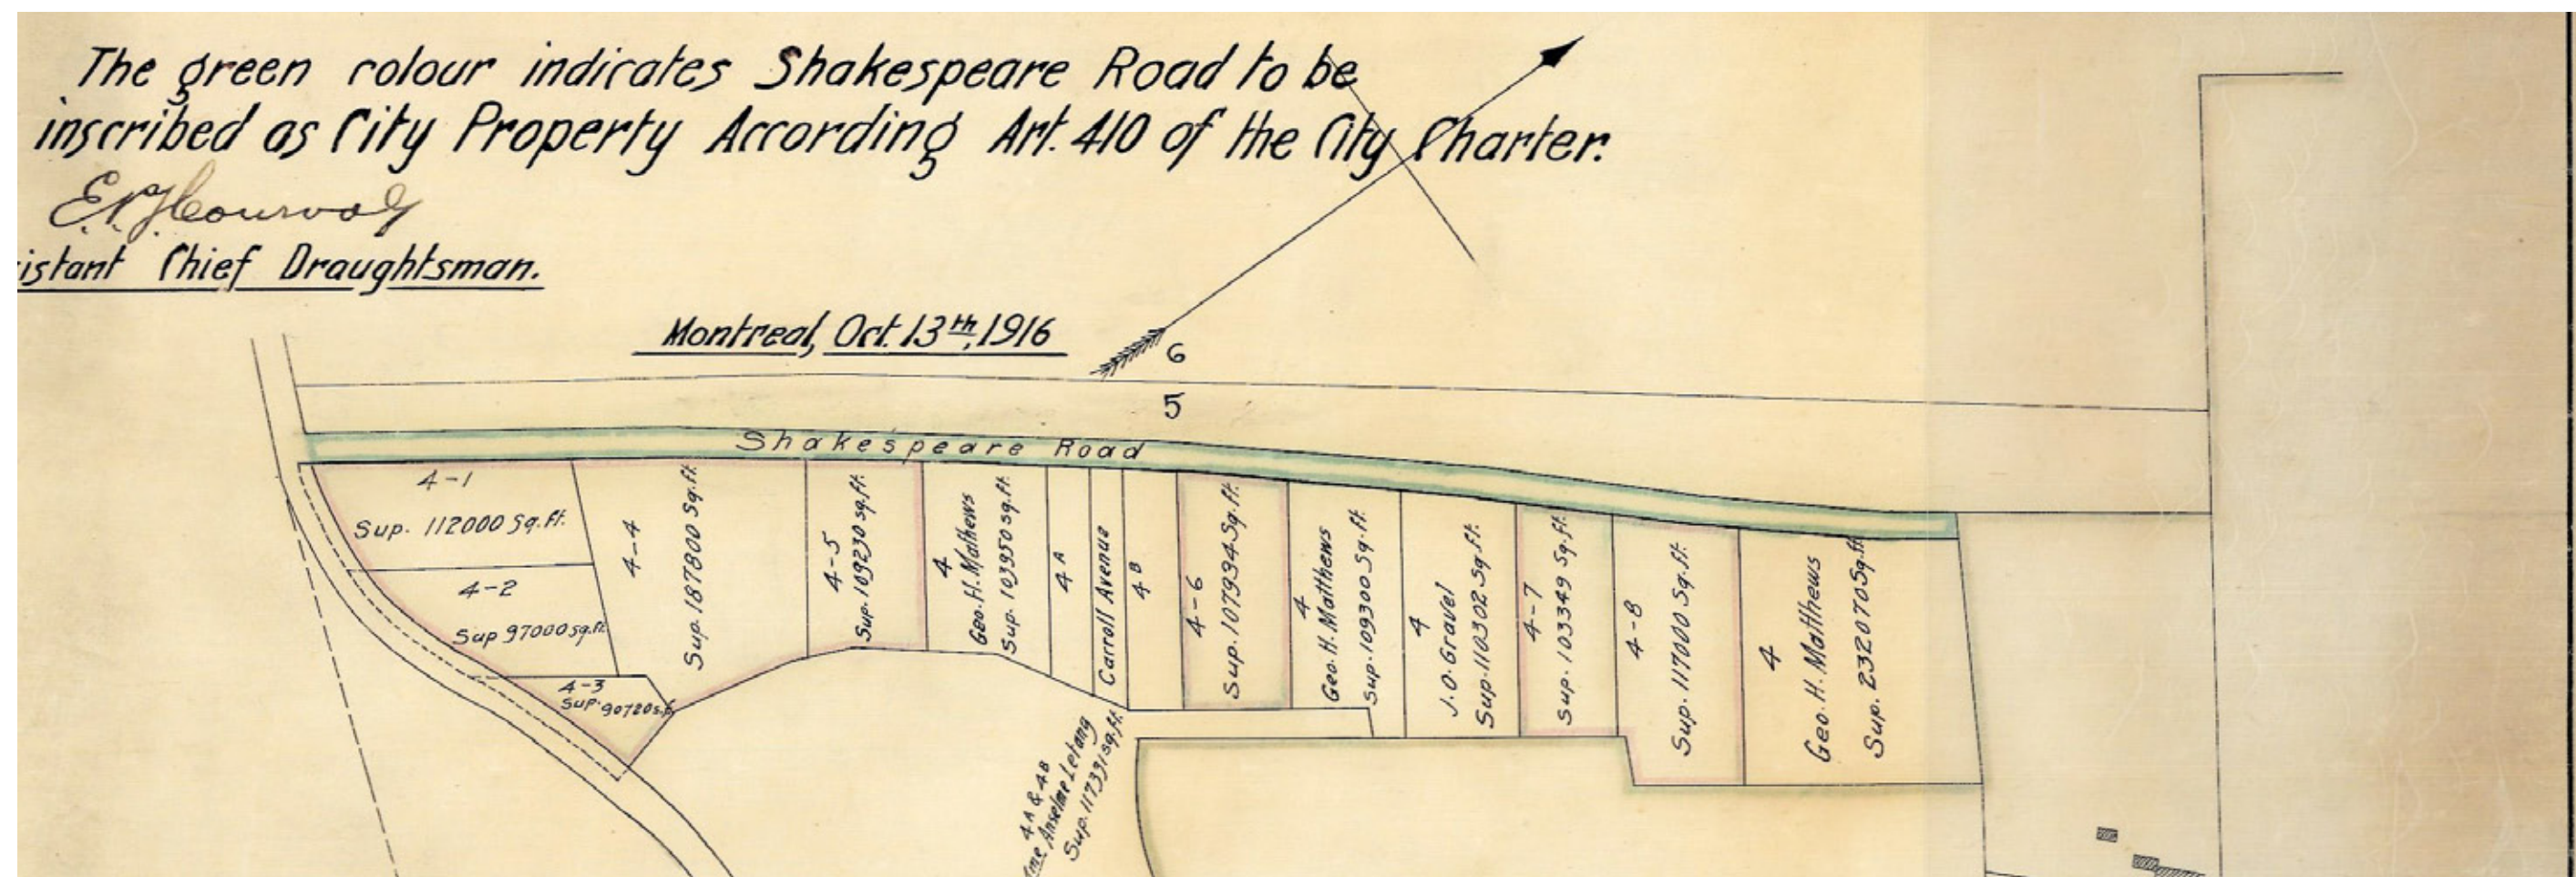 The green colour indicates Shakespeare Road to be
inscribed as City Property According Art. 410 of the City Charter.
istant Chief Draughtsman.
Montreal, Oct. 13th, 1916
6
5
Shakespeare Road
4-1
Sup. 112000 Sq.ft.
4-2
Sup 97000 sq.ft.
4-3
Sup.
4-4
Sup. 187800 Sq.ft.
4-5
Sup. 109230 sq.ft.
4
Geo. H. Mathews
Sup. 103950 sq.ft.
4A
Carroll Avenue
4B
4-6
Sup. 107934 Sq.ft.
4
Geo. H. Matthews
Sup. 109300 Sq.ft.
4
J.O. Gravel
Sup. 110302 Sq.ft.
4-7
Sup. 103349 Sq.ft.
4-8
Sup. 117000 Sq.ft.
4
Geo. H. Matthews
Sup. 232070 Sq.ft.
4A & 4B
Anselme Letang
Sup. 117391 sq.ft.